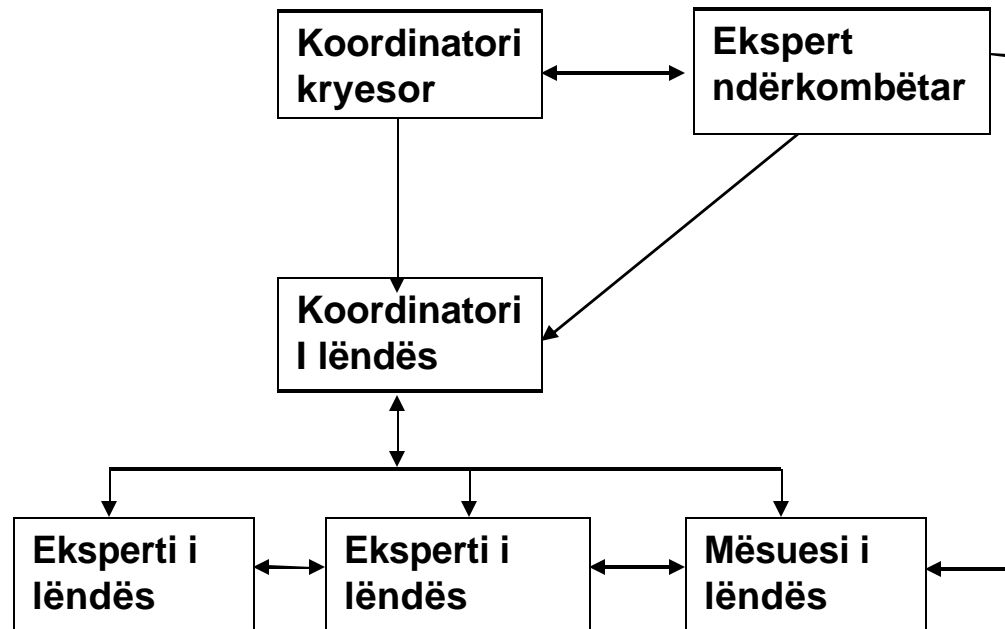 Koordinatori
kryesor
Ekspert
ndërkombëtar
Koordinatori
I lëndës
Eksperti i
lëndës
Eksperti i
lëndës
Mësuesi i
lëndës